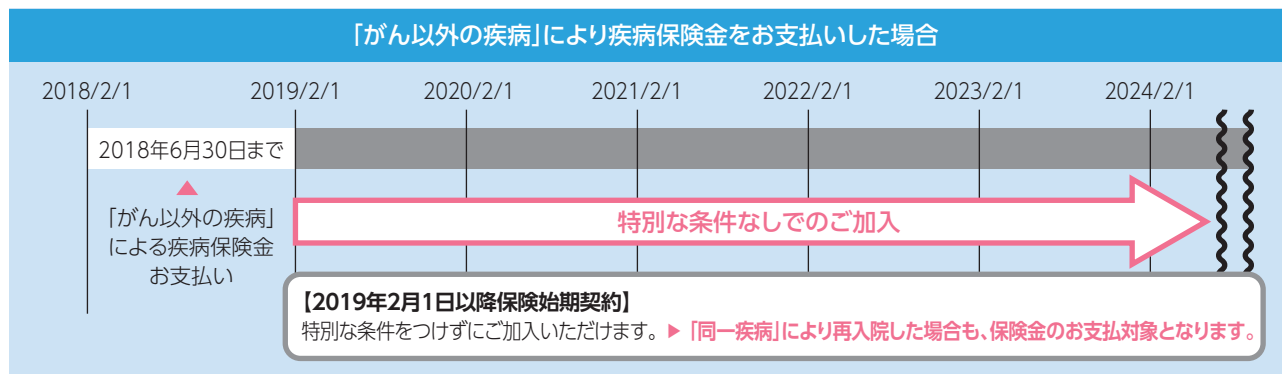 「がん以外の疾病」により疾病保険金をお支払いした場合
2018/2/1 2019/2/1 2020/2/1 2021/2/1 2022/2/1 2023/2/1 2024/2/1
2018年6月30日まで
▲
「がん以外の疾病」
による疾病保険金
お支払い
特別な条件なしでのご加入
【2019年2月1日以降保険始期契約】
特別な条件をつけずにご加入いただけます。▶「同一疾病」により再入院した場合も、保険金のお支払対象となります。